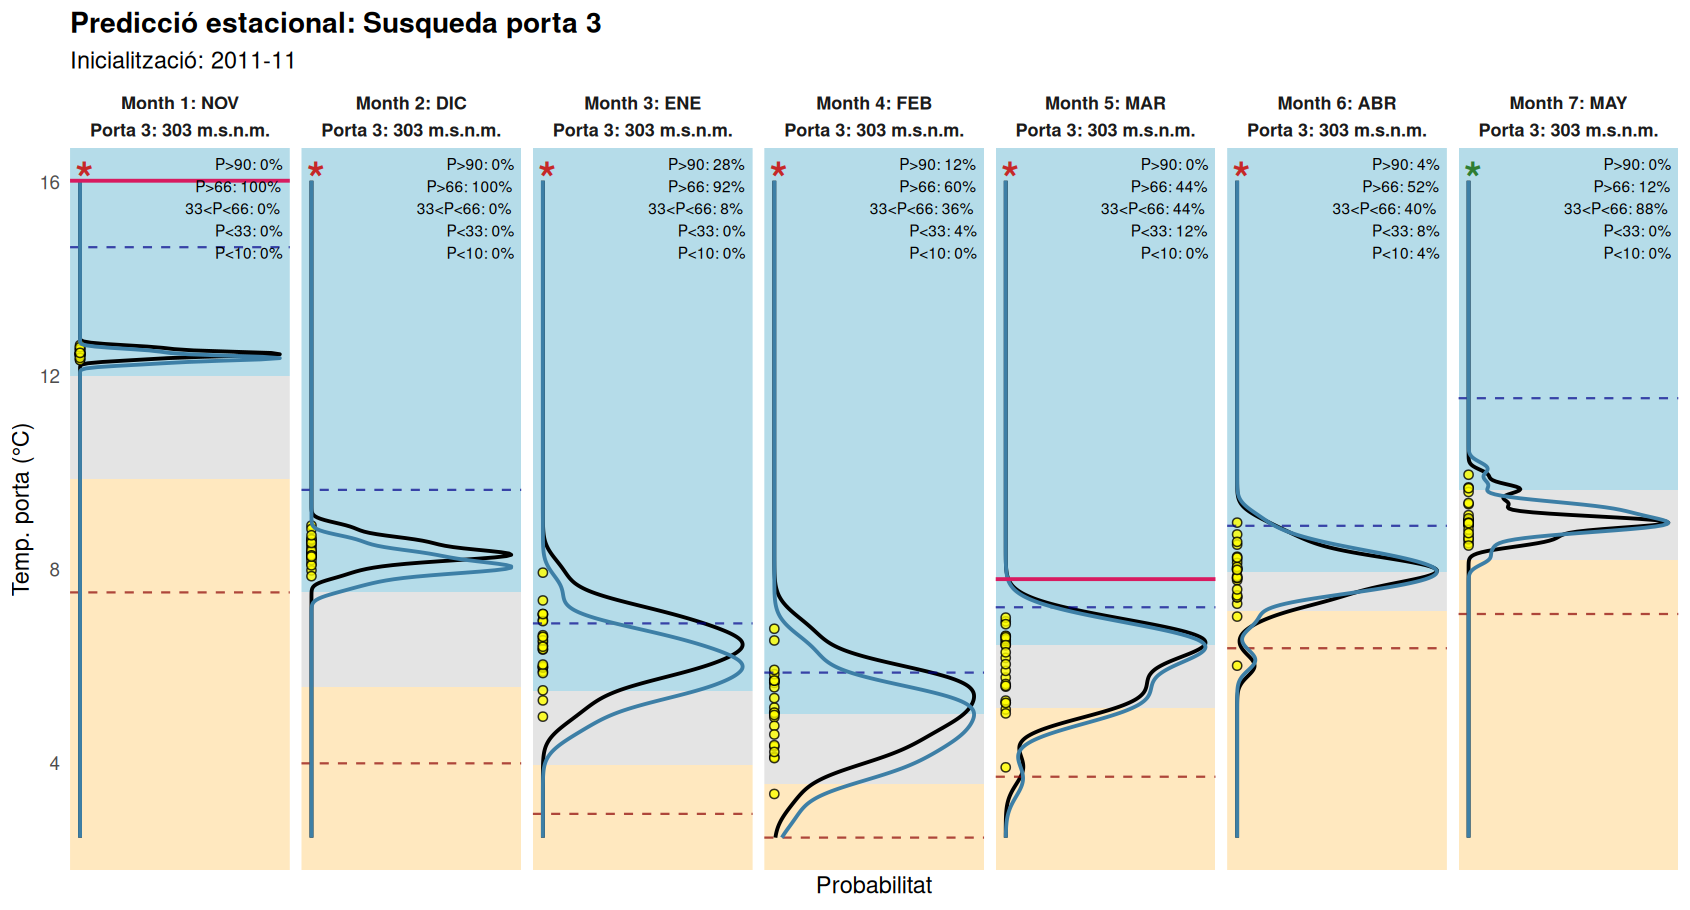 Predicció estacional: Susqueda porta 3
Inicialització: 2011-11
Month 1: NOV
Porta 3: 303 m.s.n.m.
Month 2: DIC
Porta 3: 303 m.s.n.m.
Month 3: ENE
Porta 3: 303 m.s.n.m.
Month 4: FEB
Porta 3: 303 m.s.n.m.
Month 5: MAR
Porta 3: 303 m.s.n.m.
Month 6: ABR
Porta 3: 303 m.s.n.m.
Month 7: MAY
Porta 3: 303 m.s.n.m.
*
P>90: 0%
P>66: 100%
33<P<66: 0%
P<33: 0%
P<10: 0%
*
P>90: 0%
P>66: 100%
33<P<66: 0%
P<33: 0%
P<10: 0%
*
P>90: 28%
P>66: 92%
33<P<66: 8%
P<33: 0%
P<10: 0%
*
P>90: 12%
P>66: 60%
33<P<66: 36%
P<33: 4%
P<10: 0%
*
P>90: 0%
P>66: 44%
33<P<66: 44%
P<33: 12%
P<10: 0%
*
P>90: 4%
P>66: 52%
33<P<66: 40%
P<33: 8%
P<10: 4%
*
P>90: 0%
P>66: 12%
33<P<66: 88%
P<33: 0%
P<10: 0%
16
12
8
4
Temp. porta (°C)
Probabilitat